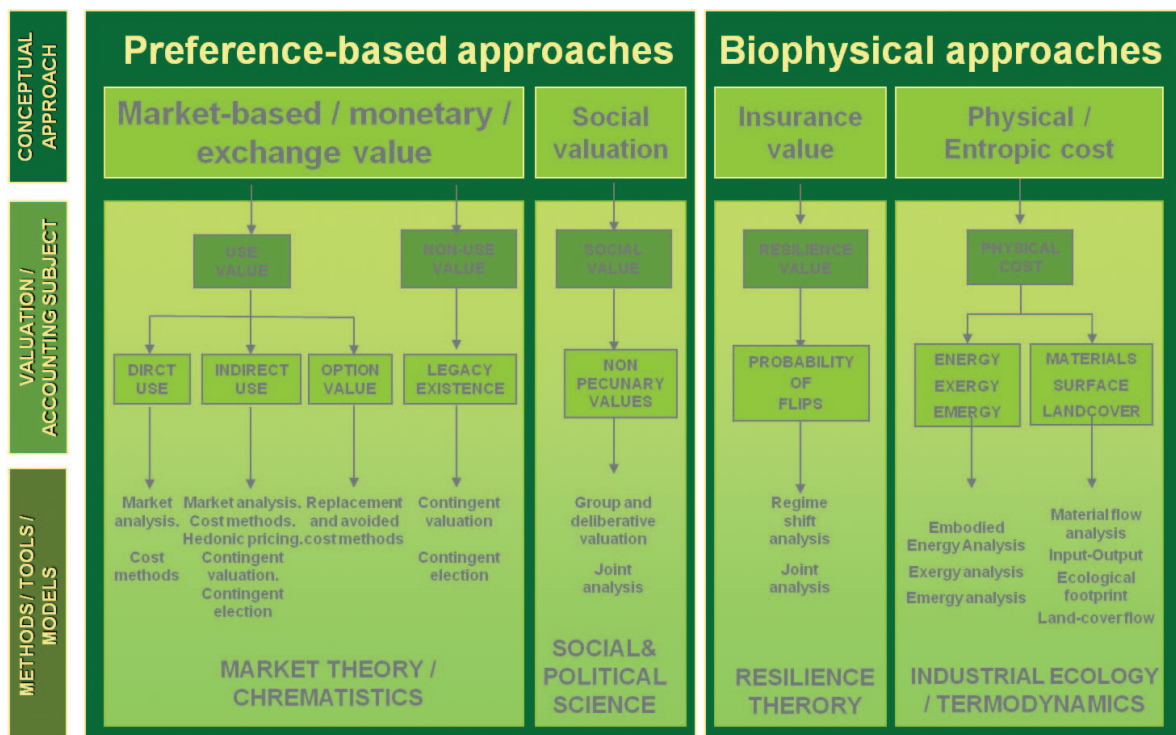 CONCEPTUAL
APPROACH
Preference-based approaches
Biophysical approaches
Market-based / monetary /
exchange value
Social
valuation
Insurance
value
Physical /
Entropic cost
VALUATION /
ACCOUNTING SUBJECT
USE
VALUE
NON-USE
VALUE
SOCIAL
VALUE
RESILIENCE
VALUE
PHYSICAL
COST
DIRCT
USE
INDIRECT
USE
OPTION
VALUE
LEGACY
EXISTENCE
NON
PECUNARY
VALUES
PROBABILITY
OF
FLIPS
ENERGY
EXERGY
EMERGY
MATERIALS
SURFACE
LANDCOVER
METHODS / TOOLS /
MODELS
Market
analysis.
Cost
methods
Market analysis.
Cost methods.
Hedonic pricing.
Contingent
valuation.
Contingent
election
Replacement
and avoided
cost methods
Contingent
valuation
Contingent
election
Group and
deliberative
valuation
Joint
analysis
Regime
shift
analysis
Joint
analysis
Embodied
Energy Analysis
Exergy analysis
Emergy analysis
Material flow
analysis
Input-Output
Ecological
footprint
Land-cover flow
MARKET THEORY /
CHREMATISTICS
SOCIAL&
POLITICAL
SCIENCE
RESILIENCE
THERORY
INDUSTRIAL ECOLOGY
/ TERMODYNAMICS